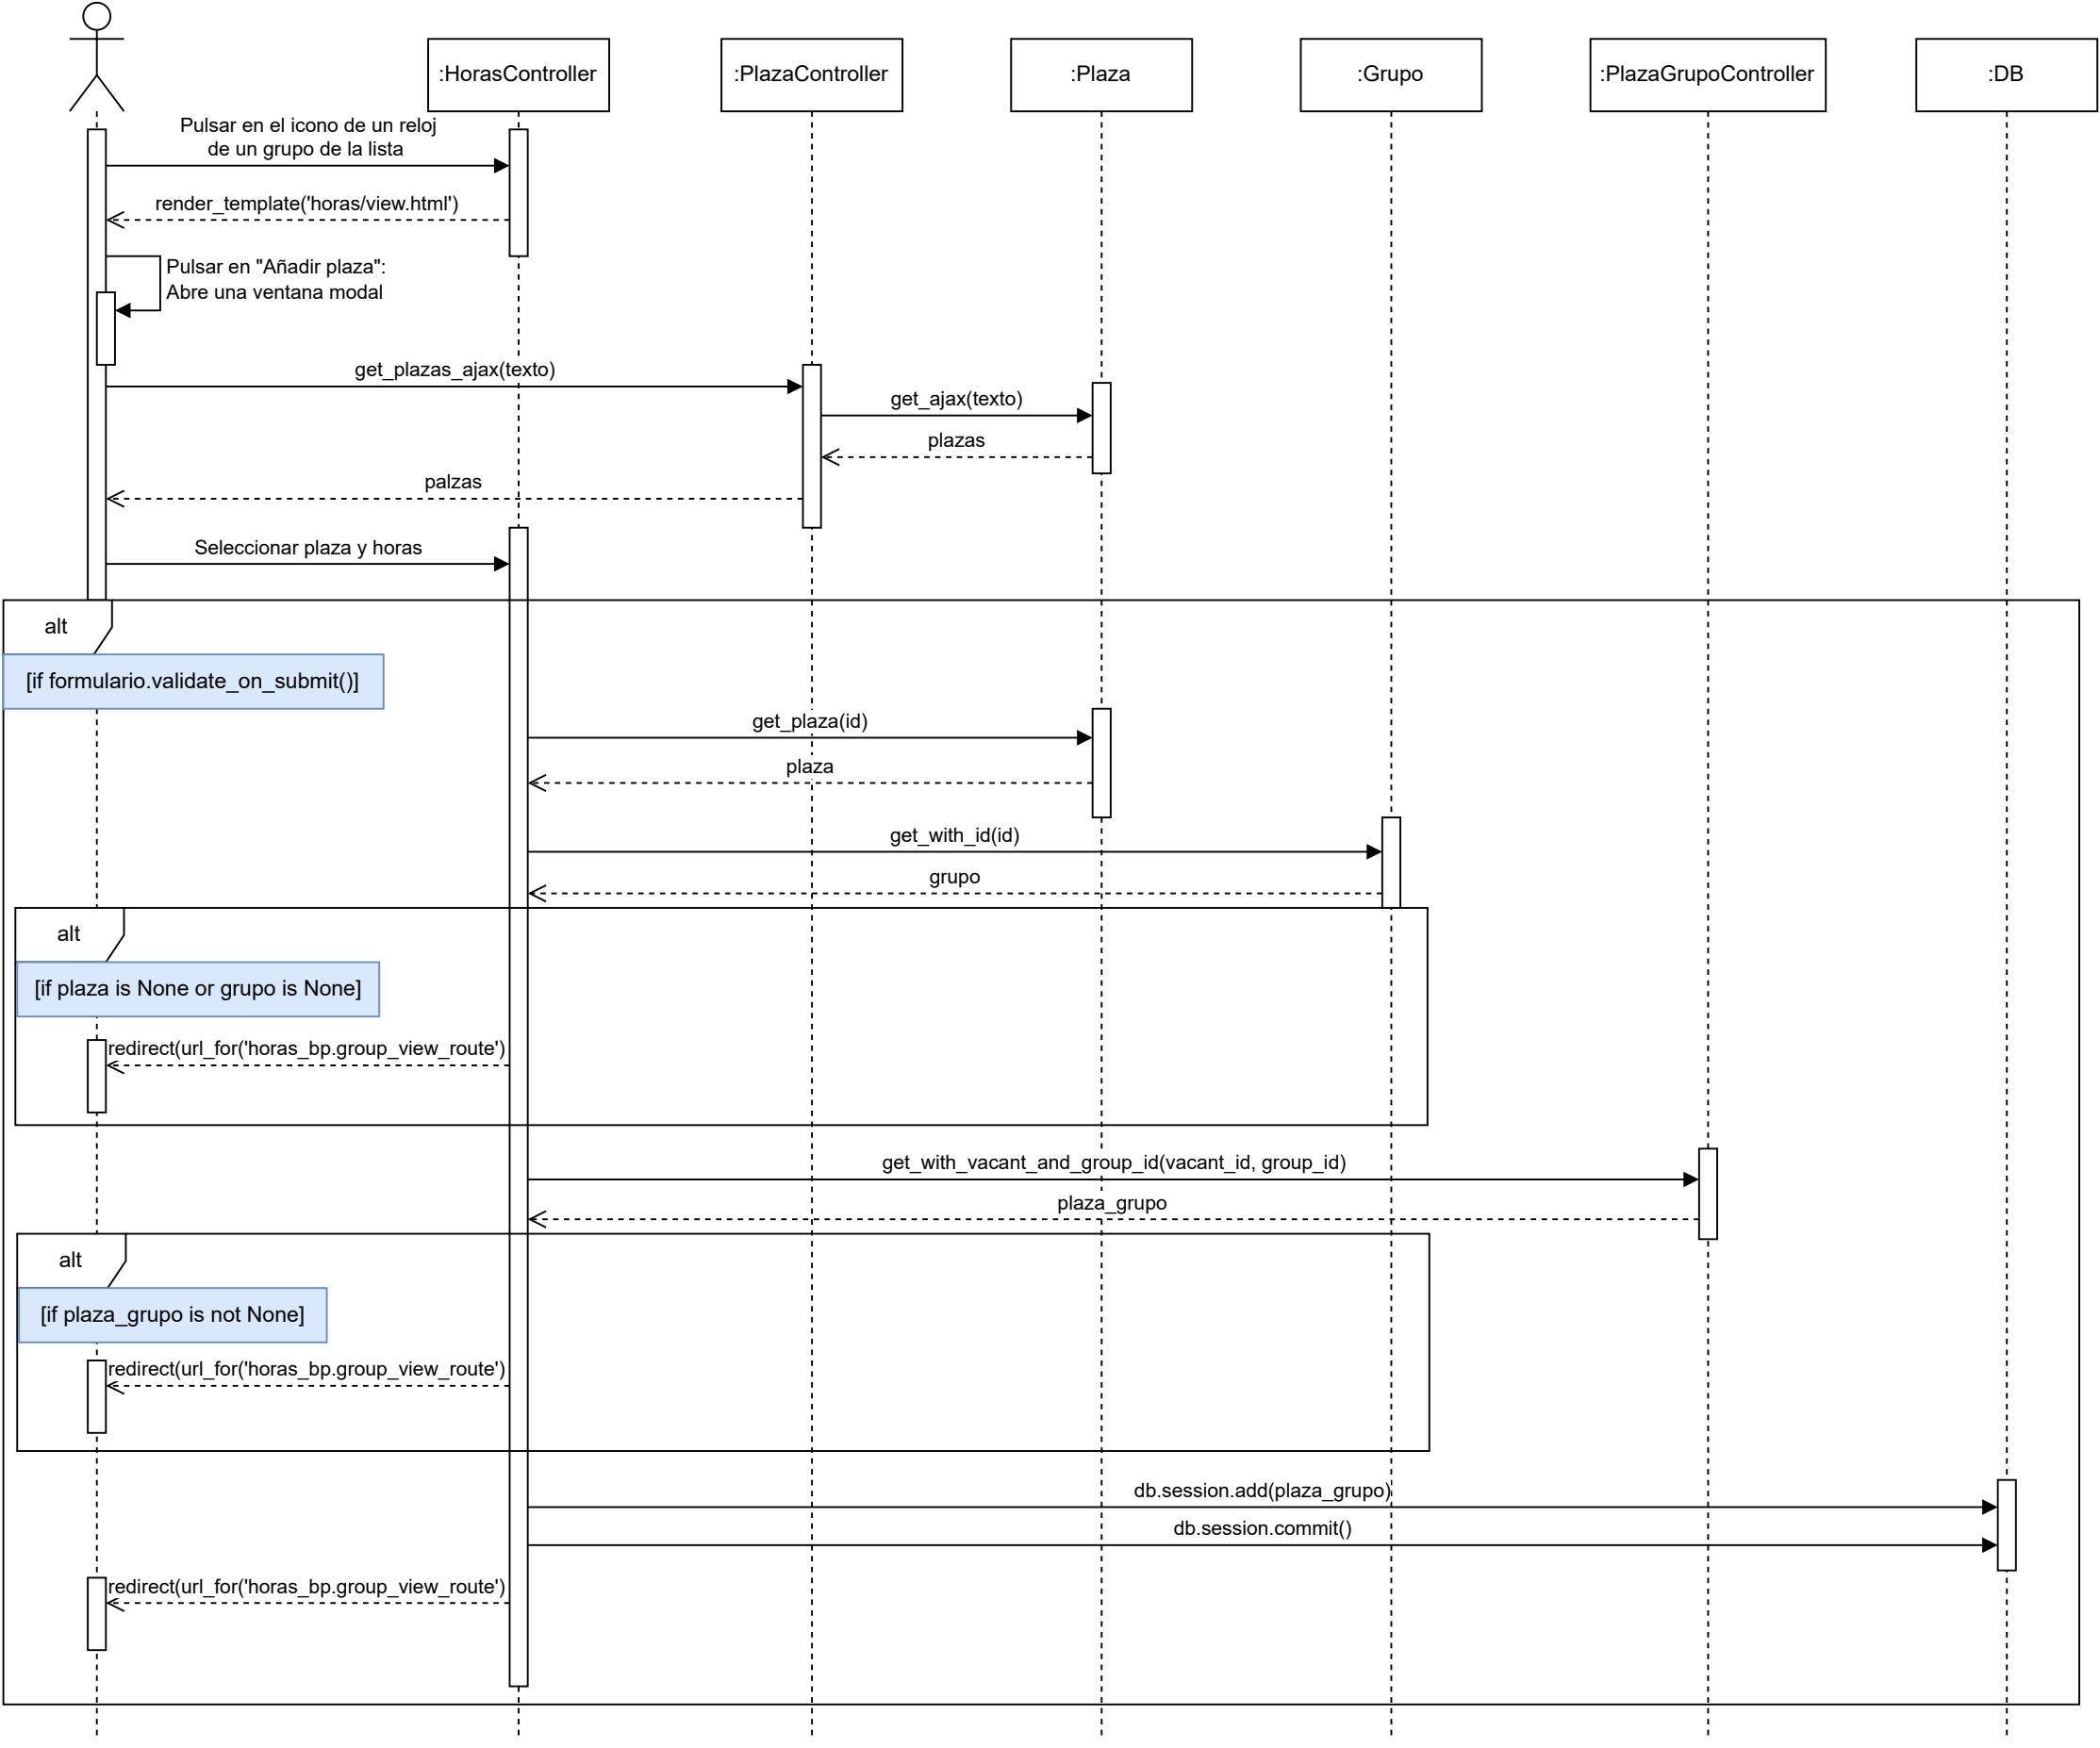 :HorasController
:PlazaController
:Plaza
:Grupo
:PlazaGrupoController
:DB
Pulsar en el icono de un reloj
de un grupo de la lista
render_template('horas/view.html')
Pulsar en "Añadir plaza":
Abre una ventana modal
get_plazas_ajax(texto)
get_ajax(texto)
plazas
palzas
Seleccionar plaza y horas
alt
[if formulario.validate_on_submit()]
get_plaza(id)
plaza
get_with_id(id)
grupo
alt
[if plaza is None or grupo is None]
redirect(url_for('horas_bp.group_view_route')
get_with_vacant_and_group_id(vacant_id, group_id)
plaza_grupo
alt
[if plaza_grupo is not None]
redirect(url_for('horas_bp.group_view_route')
db.session.add(plaza_grupo)
db.session.commit()
redirect(url_for('horas_bp.group_view_route')